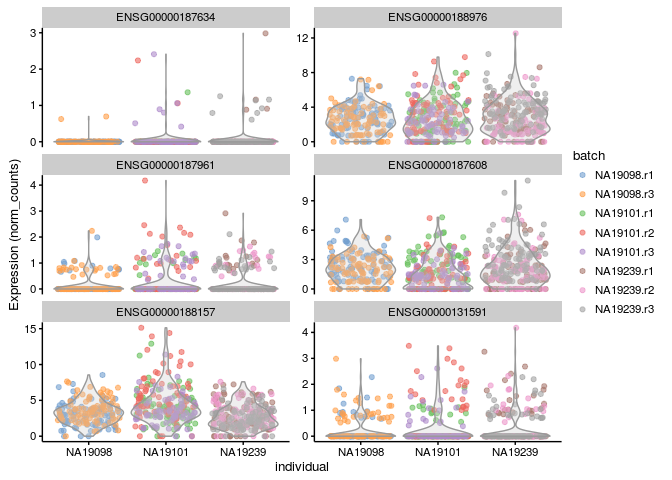 ENSG00000187634
ENSG00000188976
3
2
1
0
12
8
4
0
ENSG00000187961
ENSG00000187608
4
3
2
1
0
9
6
3
0
ENSG00000188157
ENSG00000131591
15
10
5
0
4
3
2
1
0
NA19098
NA19101
NA19239
NA19098
NA19101
NA19239
individual
Expression (norm_counts)
batch
NA19098.r1
NA19098.r3
NA19101.r1
NA19101.r2
NA19101.r3
NA19239.r1
NA19239.r2
NA19239.r3